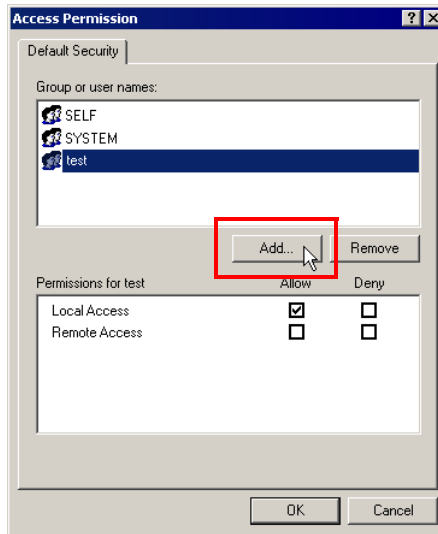 Access Permission
Default Security
Group or user names:
SELF
SYSTEM
test
Add... Remove
Permissions for test Allow Deny
Local Access
Remote Access
OK Cancel